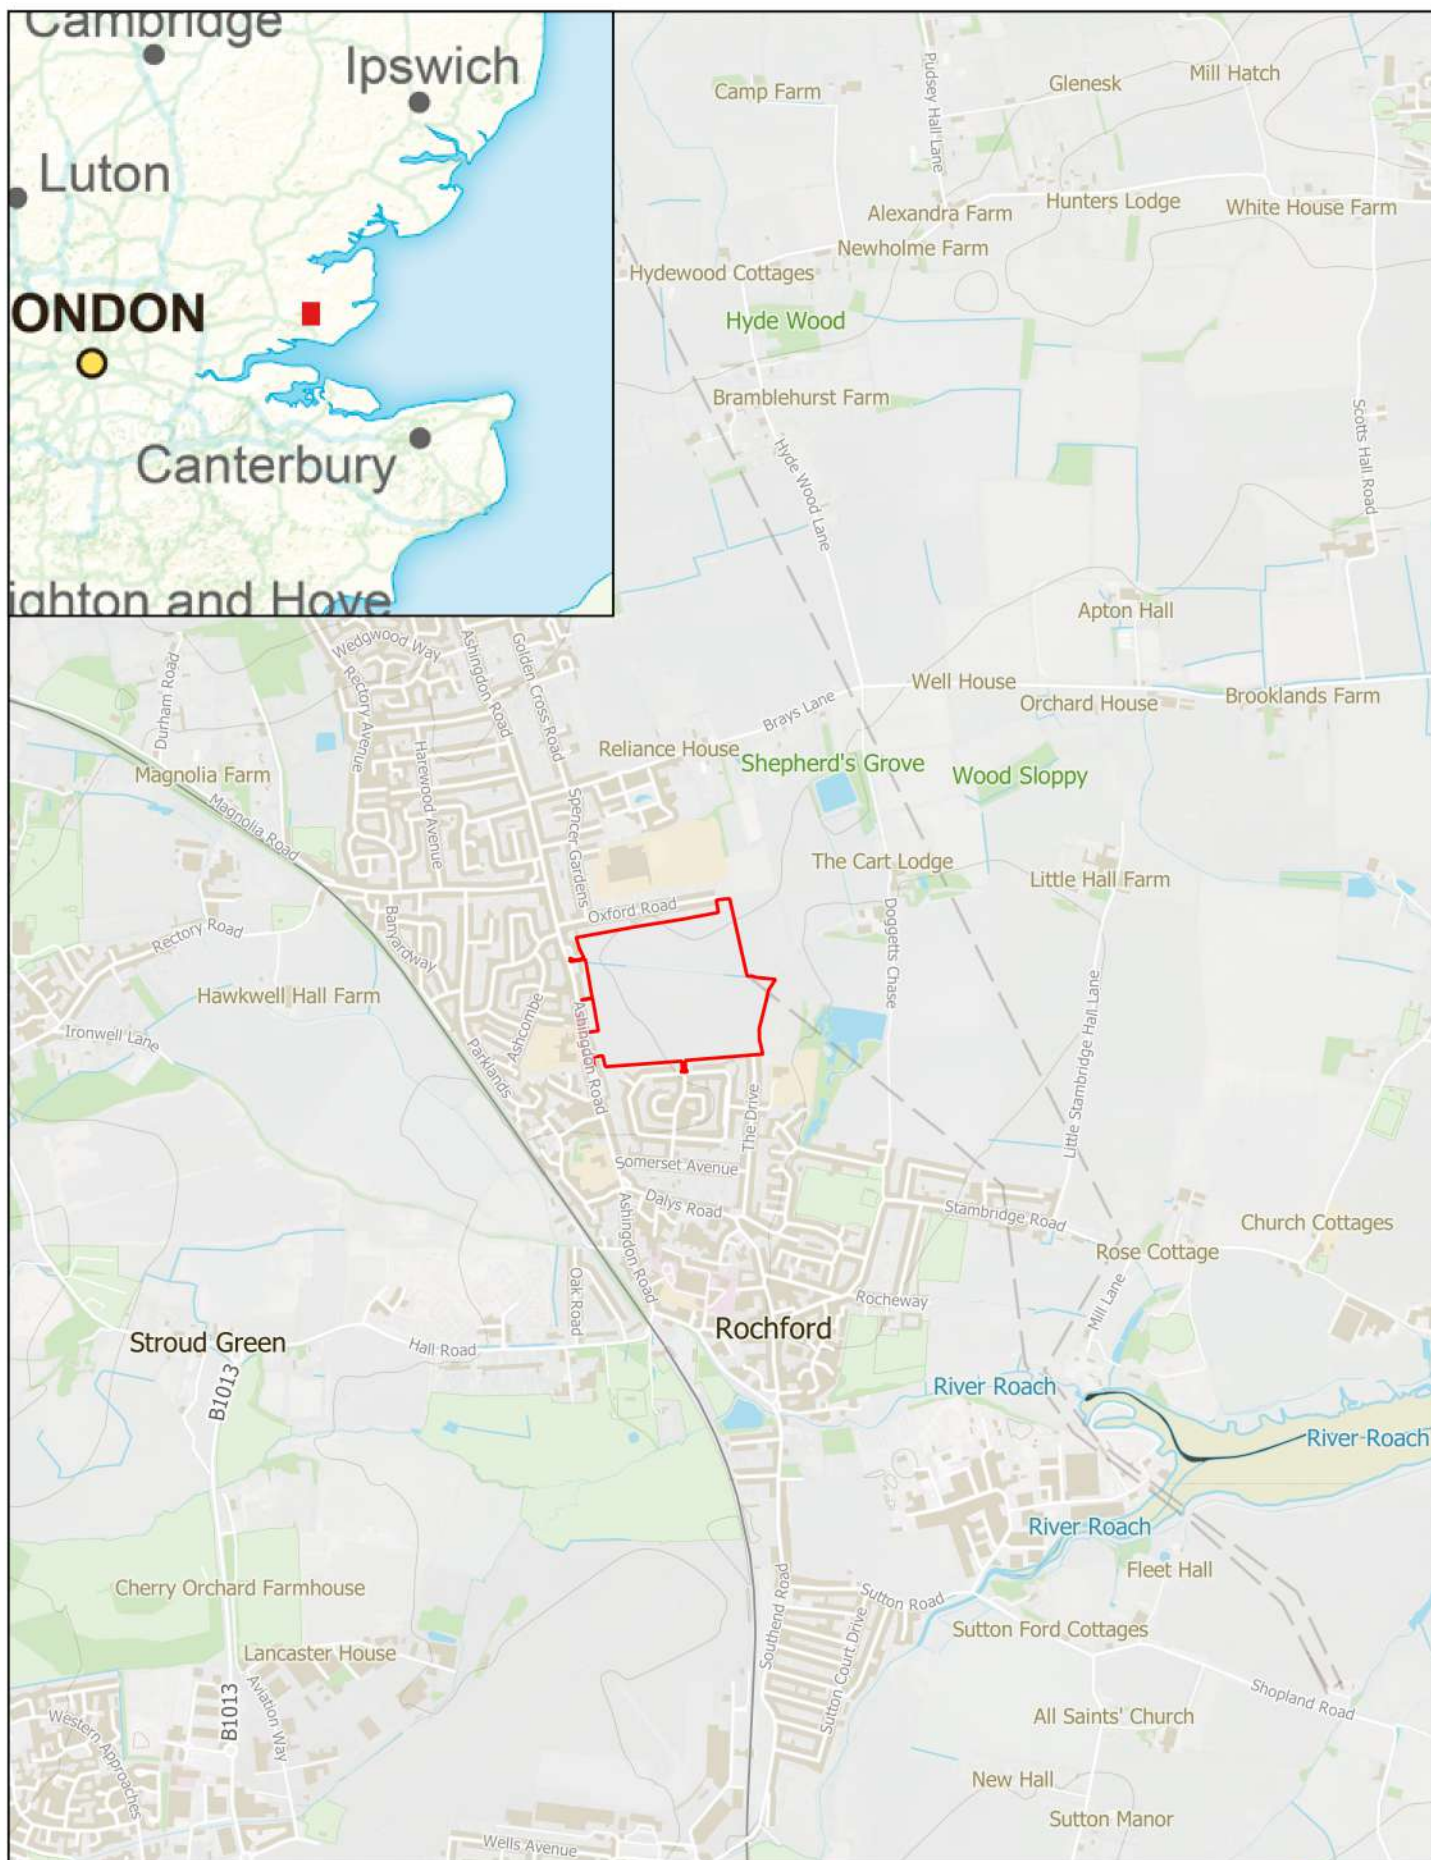 Cambridge
Ipswich
Luton
ONDON
Canterbury
ighton and Hove
Camp Farm
Pudsey Hall Lane
Glenesk
Mill Hatch
Alexandra Farm
Hunters Lodge
White House Farm
Newholme Farm
Hydewood Cottages
Hyde Wood
Bramblehurst Farm
Hyde Wood Lane
Scotts Hall Road
Apton Hall
Wedgwood Way
Ashingdon Road
Golden Cross Road
Durham Road
Rectory Avenue
Well House
Orchard House
Brooklands Farm
Brays Lane
Reliance House
Magnolia Farm
Harewood Avenue
Shepherd's Grove
Wood Sloppy
Magnolia Road
Spencer Gardens
The Cart Lodge
Little Hall Farm
Oxford Road
Rectory Road
Banyardway
Doggetts Chase
Hawkwell Hall Farm
Ironwell Lane
Ashcombe
Ashingdon Road
Parklands
Little Stambridge Hall Lane
The Drive
Somerset Avenue
Dalys Road
Ashingdon Road
Stambridge Road
Church Cottages
Rose Cottage
Oak Road
Rocheway
Mill Lane
Stroud Green
Hall Road
Rochford
B1013
River Roach
River Roach
River Roach
Fleet Hall
Cherry Orchard Farmhouse
Southend Road
Sutton Road
Sutton Court Drive
Sutton Ford Cottages
Lancaster House
Aviation Way
B1013
Shopland Road
Western Approaches
All Saints' Church
New Hall
Sutton Manor
Wells Avenue